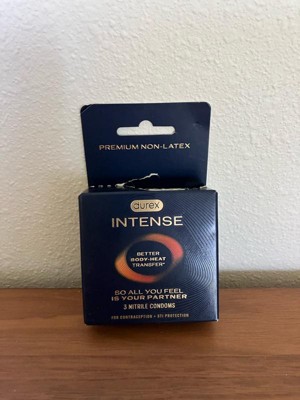 PREMIUM NON-LATEX
durex
INTENSE
BETTER
BODY-HEAT
TRANSFER*
SO ALL YOU FEEL
IS YOUR PARTNER
3 NITRILE CONDOMS
FOR CONTRACEPTION + STI PROTECTION